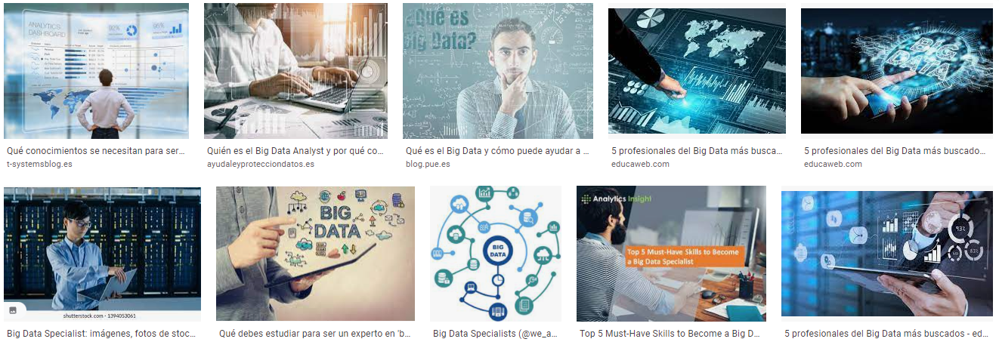 ANALYTICS
DASHBOARD
90%
96%
¿Qué es
Big Data?
BIG
DATA
Qué conocimientos se necesitan para ser...
t-systemsblog.es
Quién es el Big Data Analyst y por qué co...
ayudaleyprotecciondatos.es
Qué es el Big Data y cómo puede ayudar a ...
blog.pue.es
5 profesionales del Big Data más busca...
educaweb.com
5 profesionales del Big Data más buscado...
educaweb.com
shutterstock.com · 1394053061
BIG
DATA
BIG
DATA
Analytics Insight
Top 5 Must-Have Skills to Become
a Big Data Specialist
93%
83%
Big Data Specialist: imágenes, fotos de stoc...
Qué debes estudiar para ser un experto en 'b...
Big Data Specialists (@we_a...
Top 5 Must-Have Skills to Become a Big D...
5 profesionales del Big Data más buscados - ed...